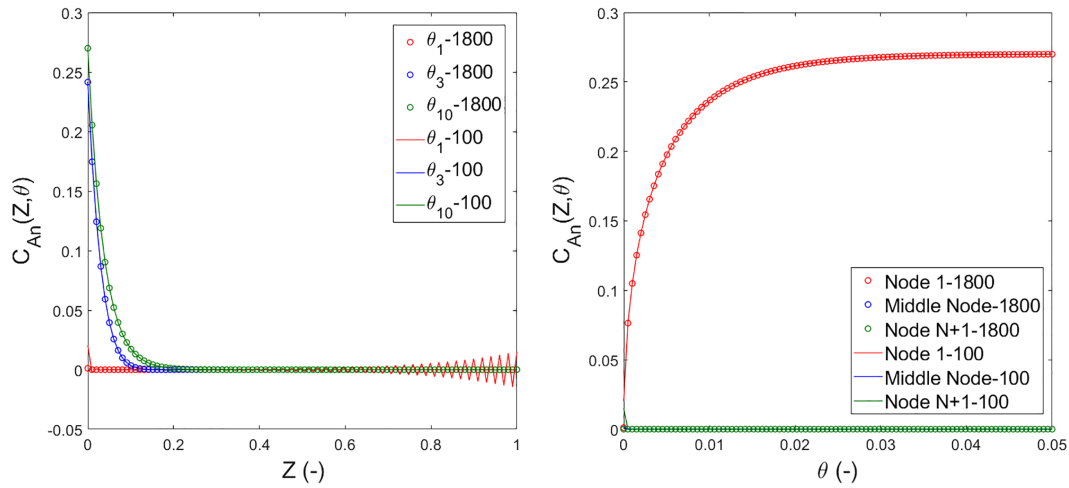 0.3
0.25
0.2
0.15
0.1
0.05
0
-0.05
C_An(Z,θ)
0 0.2 0.4 0.6 0.8 1
Z (-)
θ_1-1800
θ_3-1800
θ_10-1800
θ_1-100
θ_3-100
θ_10-100
0.3
0.25
0.2
0.15
0.1
0.05
0
C_An(Z,θ)
0 0.01 0.02 0.03 0.04 0.05
θ (-)
Node 1-1800
Middle Node-1800
Node N+1-1800
Node 1-100
Middle Node-100
Node N+1-100